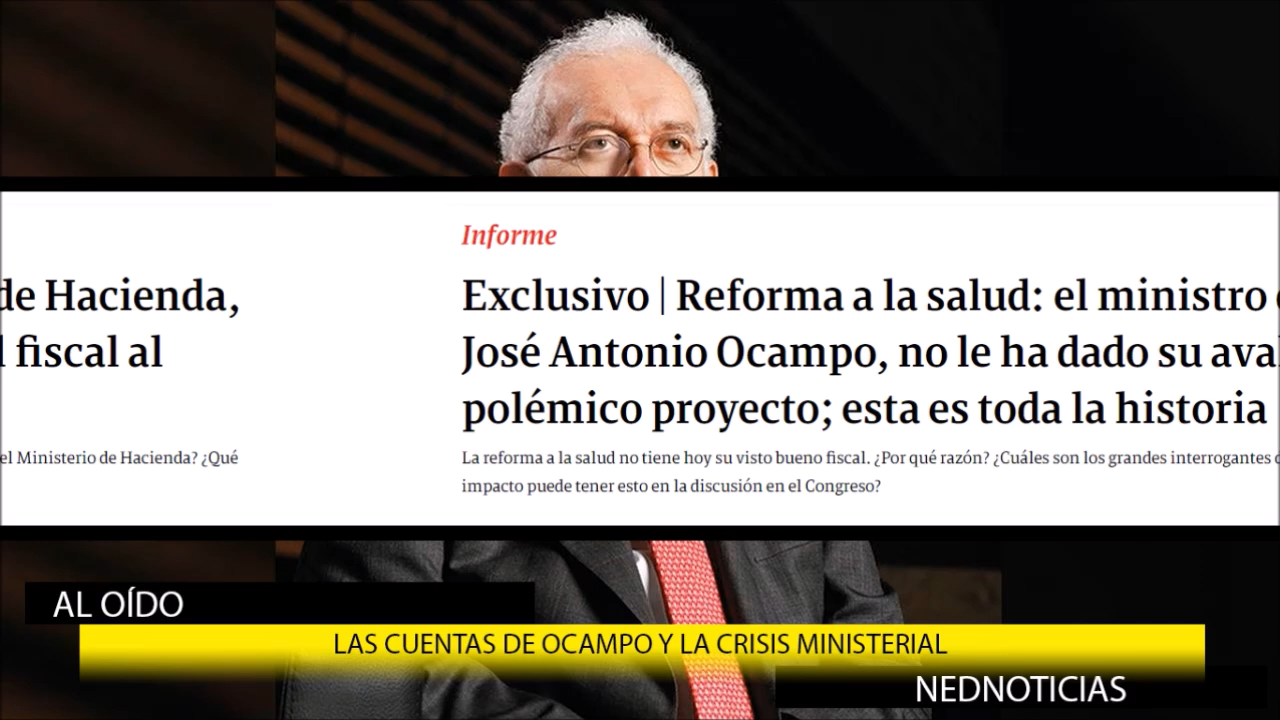 de Hacienda,
fiscal al
el Ministerio de Hacienda? ¿Qué
Informe
Exclusivo | Reforma a la salud: el ministro
José Antonio Ocampo, no le ha dado su aval
polémico proyecto; esta es toda la historia
La reforma a la salud no tiene hoy su visto bueno fiscal. ¿Por qué razón? ¿Cuáles son los grandes interrogantes
impacto puede tener esto en la discusión en el Congreso?
AL OÍDO
LAS CUENTAS DE OCAMPO Y LA CRISIS MINISTERIAL
NEDNOTICIAS